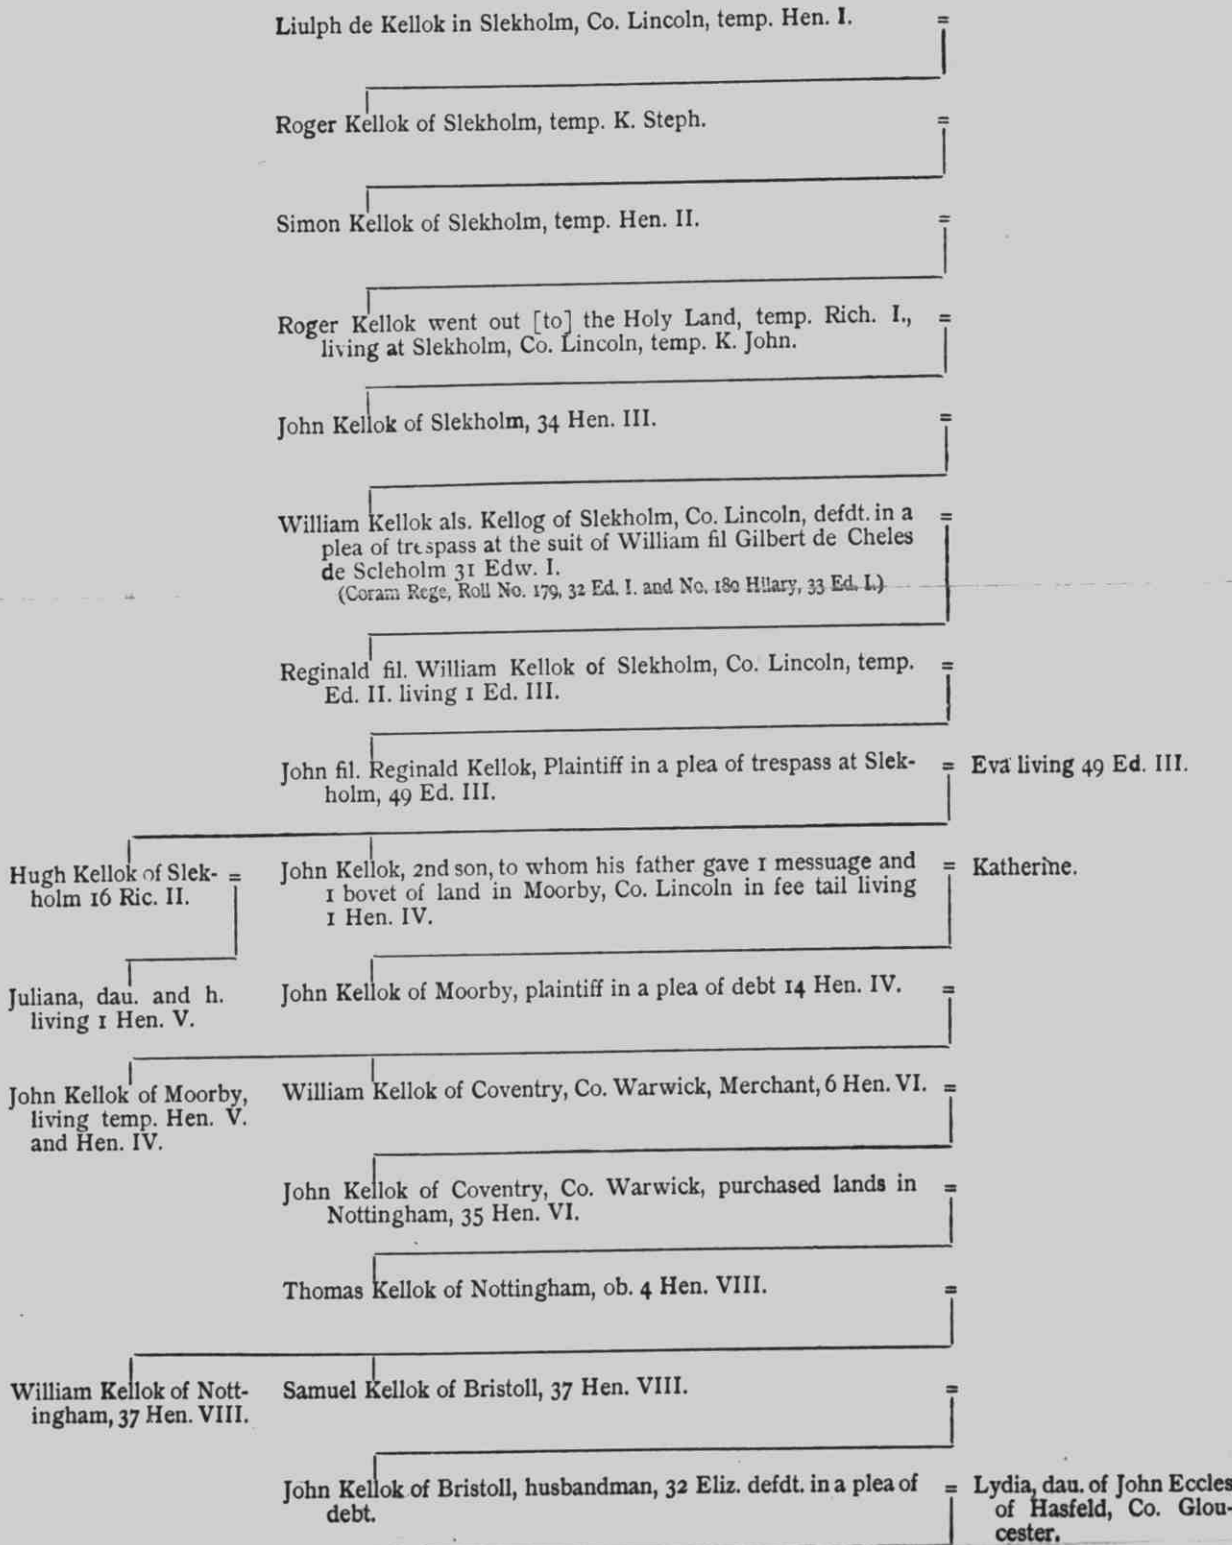 Liulph de Kellok in Slekholm, Co. Lincoln, temp. Hen. I. =
Roger Kellok of Slekholm, temp. K. Steph. =
Simon Kellok of Slekholm, temp. Hen. II. =
Roger Kellok went out [to] the Holy Land, temp. Rich. I., =
living at Slekholm, Co. Lincoln, temp. K. John.
John Kellok of Slekholm, 34 Hen. III. =
William Kellok als. Kellog of Slekholm, Co. Lincoln, defdt. in a =
plea of trespass at the suit of William fil Gilbert de Cheles
de Scleholm 31 Edw. I.
(Coram Rege, Roll No. 179, 32 Ed. I. and No. 180 Hilary, 33 Ed. I.)
Reginald fil. William Kellok of Slekholm, Co. Lincoln, temp. =
Ed. II. living 1 Ed. III.
John fil. Reginald Kellok, Plaintiff in a plea of trespass at Slek- =
holm, 49 Ed. III.
Eva living 49 Ed. III.
Hugh Kellok of Slek- =
holm 16 Ric. II.
John Kellok, 2nd son, to whom his father gave 1 messuage and =
1 bovet of land in Moorby, Co. Lincoln in fee tail living
1 Hen. IV.
Katherine.
Juliana, dau. and h.
living 1 Hen. V.
John Kellok of Moorby, plaintiff in a plea of debt 14 Hen. IV. =
John Kellok of Moorby,
living temp. Hen. V.
and Hen. IV.
William Kellok of Coventry, Co. Warwick, Merchant, 6 Hen. VI. =
John Kellok of Coventry, Co. Warwick, purchased lands in =
Nottingham, 35 Hen. VI.
Thomas Kellok of Nottingham, ob. 4 Hen. VIII. =
William Kellok of Nott-
ingham, 37 Hen. VIII.
Samuel Kellok of Bristoll, 37 Hen. VIII. =
John Kellok of Bristoll, husbandman, 32 Eliz. defdt. in a plea of =
debt.
Lydia, dau. of John Eccles
of Hasfeld, Co. Glou-
cester.